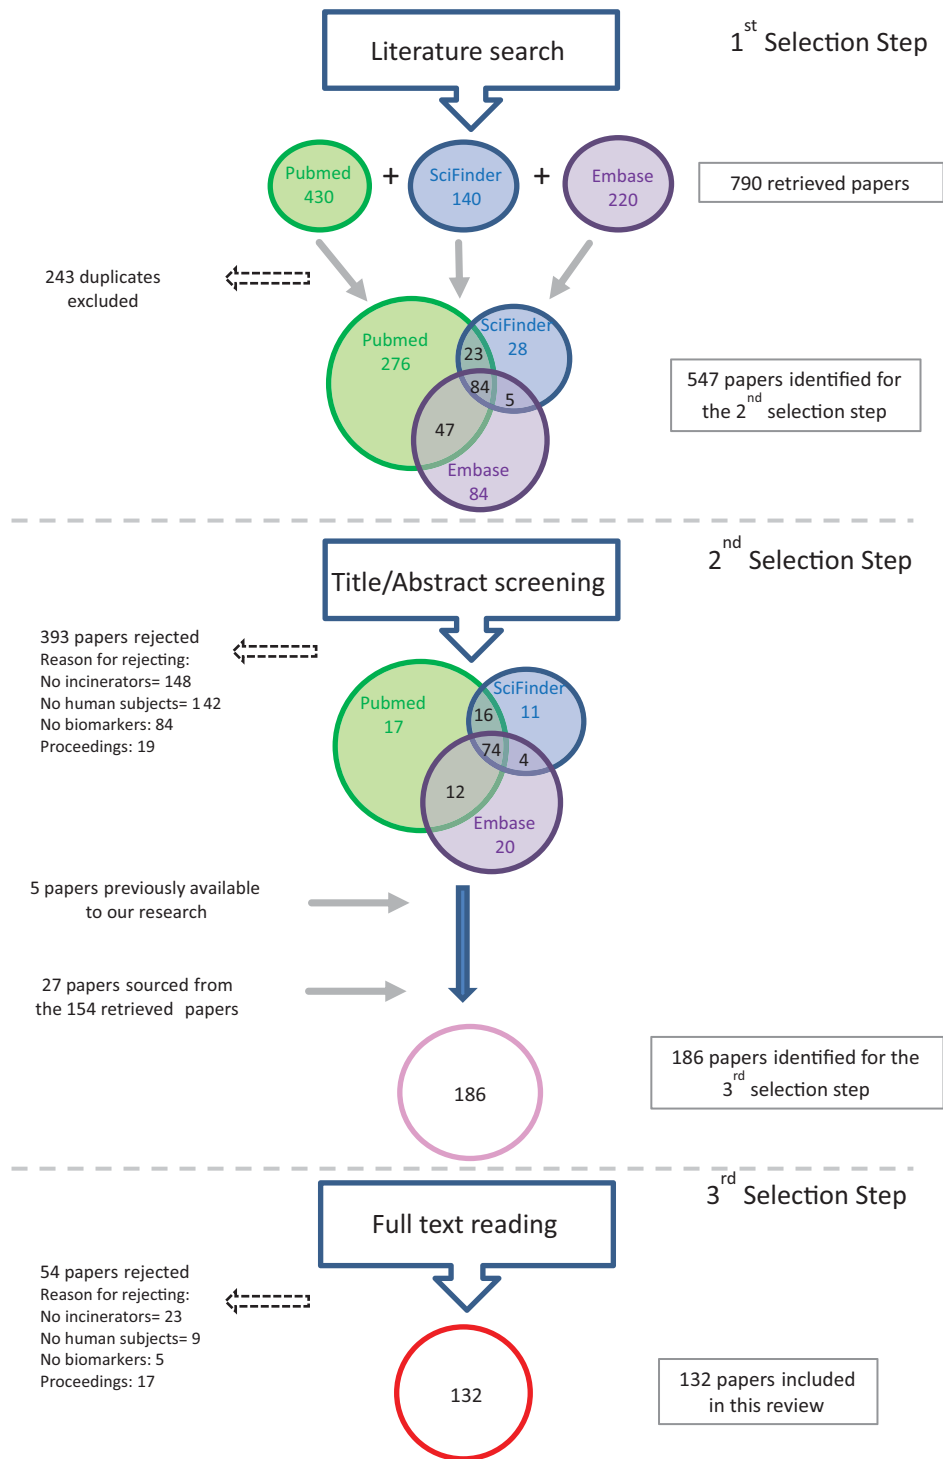 Literature search
1st Selection Step
Pubmed
430
+
SciFinder
140
+
Embase
220
790 retrieved papers
243 duplicates
excluded
Pubmed
276
23
SciFinder
28
84
5
47
Embase
84
547 papers identified for
the 2nd selection step
2nd Selection Step
Title/Abstract screening
393 papers rejected
Reason for rejecting:
No incinerators= 148
No human subjects= 142
No biomarkers: 84
Proceedings: 19
Pubmed
17
16
SciFinder
11
74
4
12
Embase
20
5 papers previously available
to our research
27 papers sourced from
the 154 retrieved papers
186
186 papers identified for the
3rd selection step
3rd Selection Step
Full text reading
54 papers rejected
Reason for rejecting:
No incinerators= 23
No human subjects= 9
No biomarkers: 5
Proceedings: 17
132
132 papers included
in this review